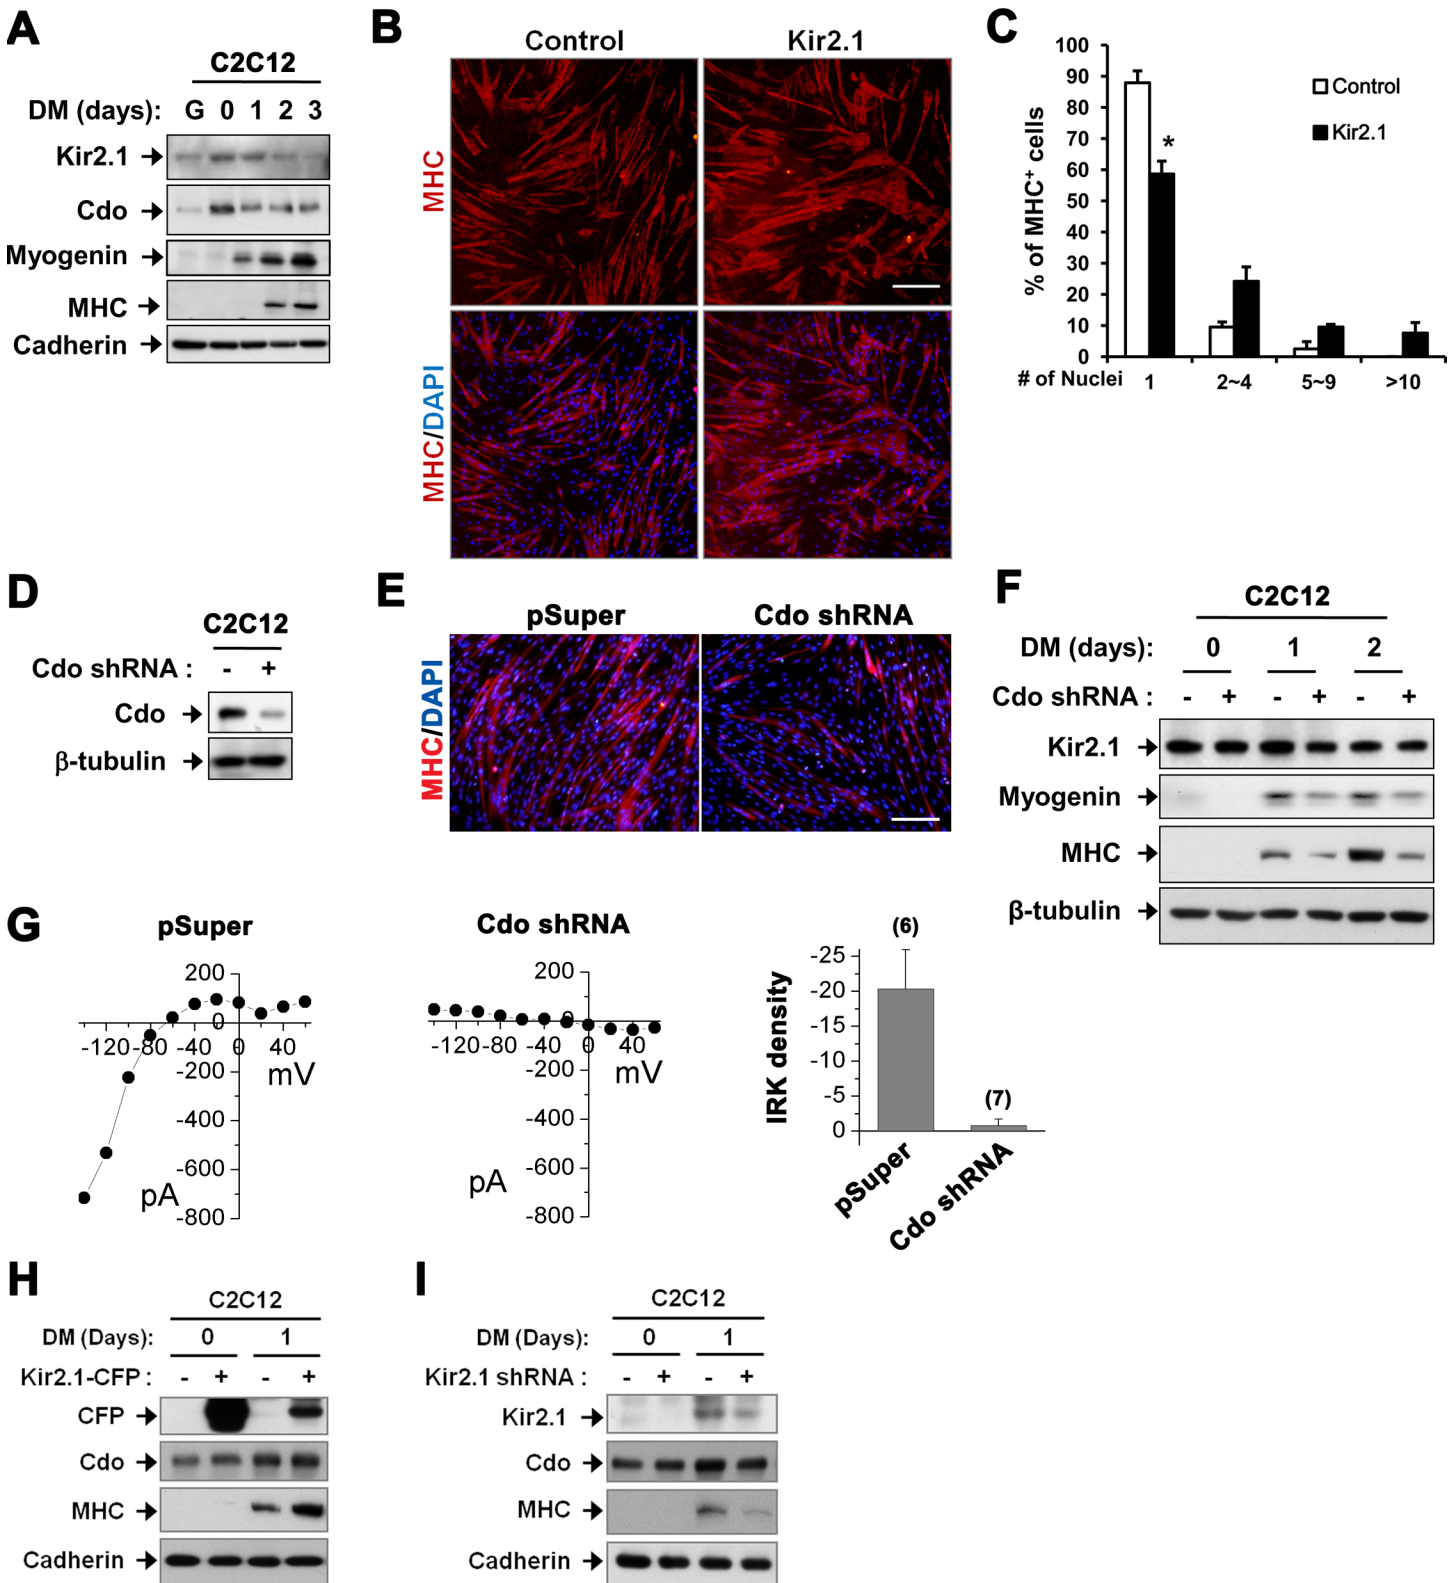 A
C2C12
DM (days): G 0 1 2 3
Kir2.1
Cdo
Myogenin
MHC
Cadherin
B
Control Kir2.1
MHC
MHC/DAPI
C
% of MHC+ cells
100
90
80
70
60
50
40
30
20
10
0
*
Control
Kir2.1
# of Nuclei 1 2~4 5~9 >10
D
C2C12
Cdo shRNA : - +
Cdo
β-tubulin
E
pSuper Cdo shRNA
MHC/DAPI
F
C2C12
DM (days): 0 1 2
Cdo shRNA : - + - + - +
Kir2.1
Myogenin
MHC
β-tubulin
G
pSuper
200
0
-120 -80 0 40
mV
-200
-400
-600
pA
-800
Cdo shRNA
200
0
-120 -80 0 40
mV
-200
-400
-600
pA
-800
IRK density
-25
-20
-15
-10
-5
0
(6)
(7)
pSuper
Cdo shRNA
H
C2C12
DM (Days): 0 1
Kir2.1-CFP : - + - +
CFP
Cdo
MHC
Cadherin
I
C2C12
DM (Days): 0 1
Kir2.1 shRNA : - + - +
Kir2.1
Cdo
MHC
Cadherin